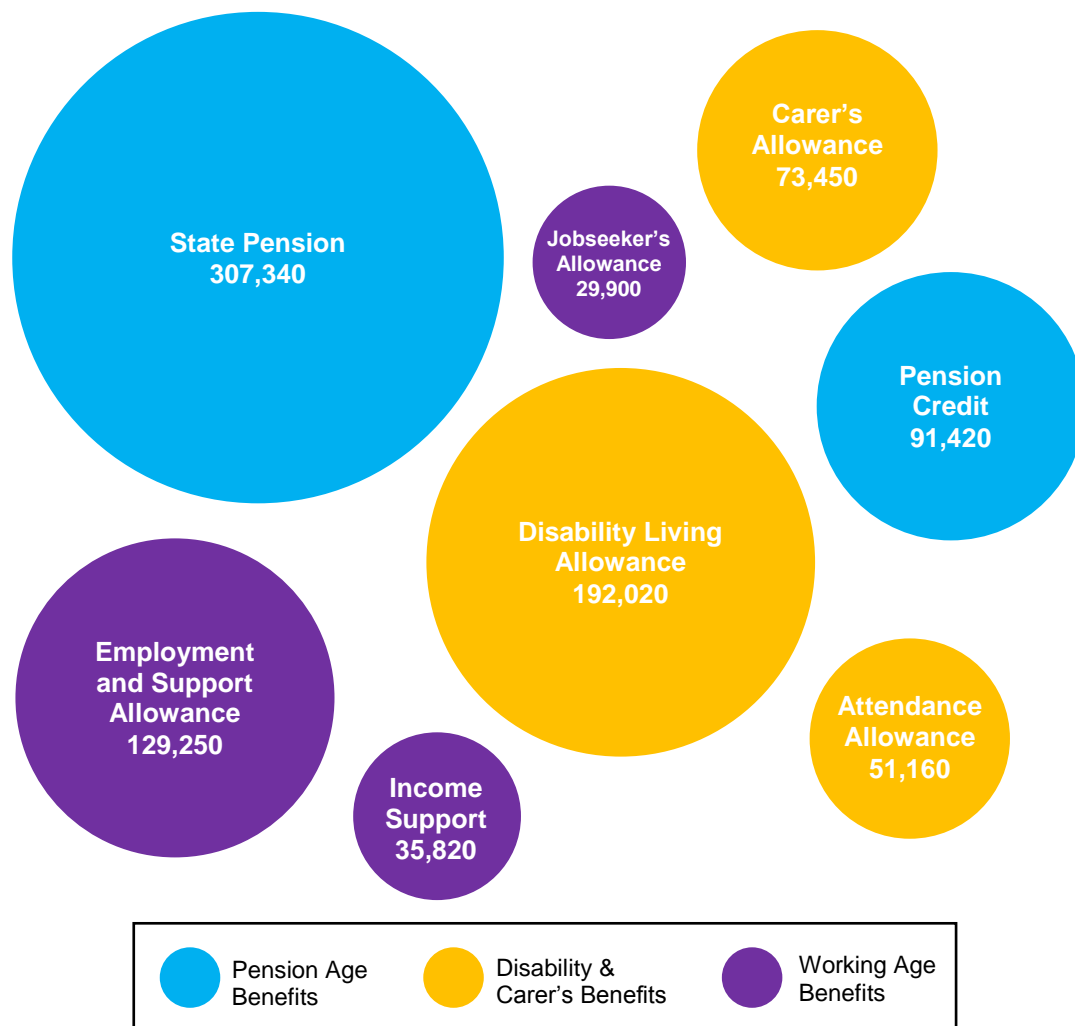 State Pension
307,340
Carer’s
Allowance
73,450
Jobseeker’s
Allowance
29,900
Pension
Credit
91,420
Disability Living
Allowance
192,020
Employment
and Support
Allowance
129,250
Attendance
Allowance
51,160
Income
Support
35,820
Pension Age
Benefits
Disability &
Carer’s Benefits
Working Age
Benefits